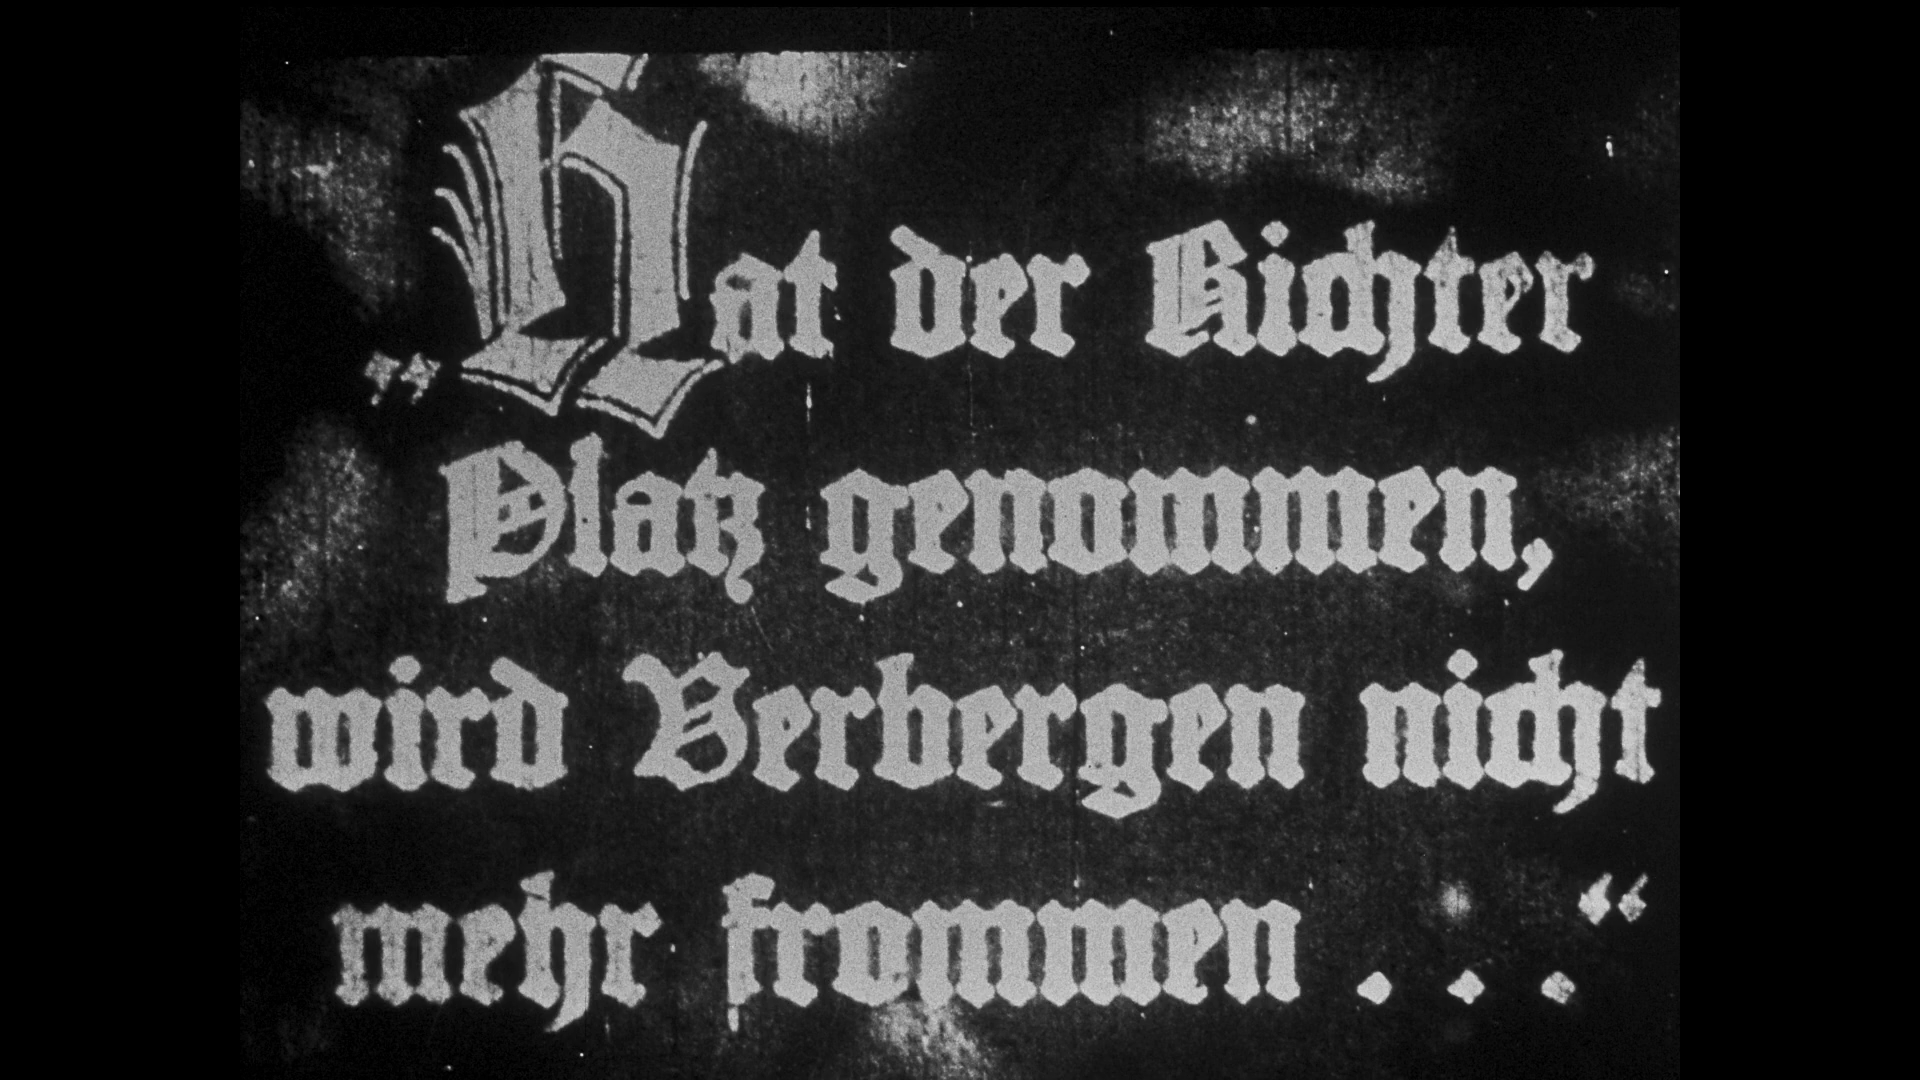 „Hat der Richter
Platz genommen,
wird Verbergen nicht
mehr frommen . . .“